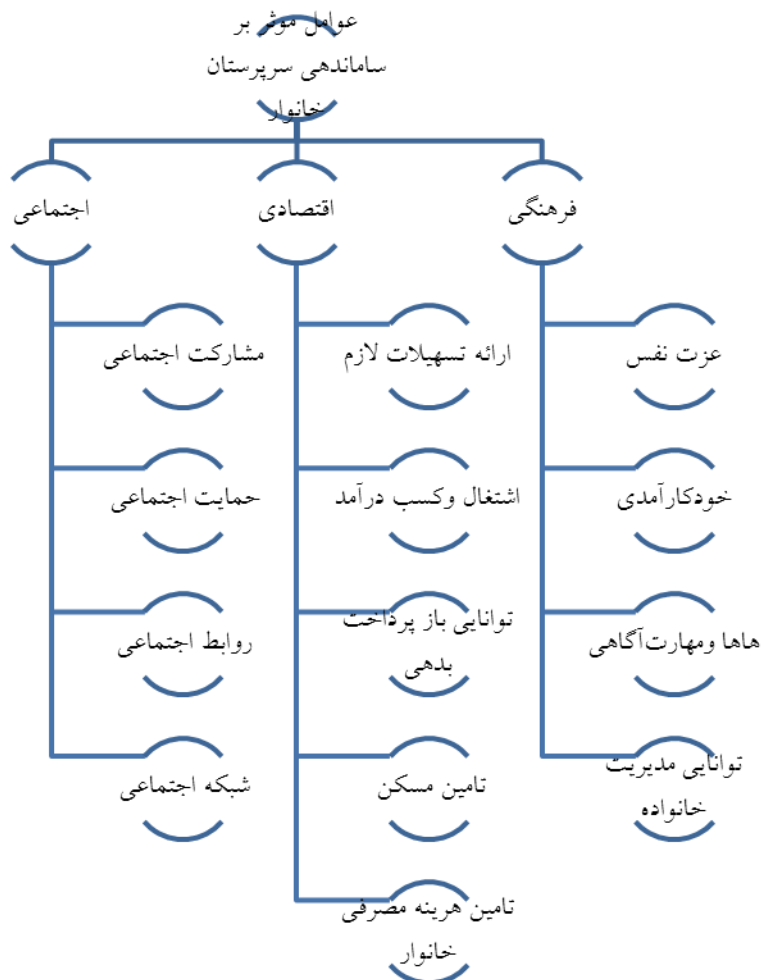 عوامل موثر بر
ساماندهی سرپرستان
خانوار
فرهنگی
اقتصادی
اجتماعی
عزت نفس
خودکارآمدی
هاها ومهارت‌آگاهی
توانایی مدیریت
خانواده
ارائه تسهیلات لازم
اشتغال وکسب درآمد
توانایی باز پرداخت
بدهی
تامین مسکن
تامین هرینه مصرفی
خانوار
مشارکت اجتماعی
حمایت اجتماعی
روابط اجتماعی
شبکه اجتماعی